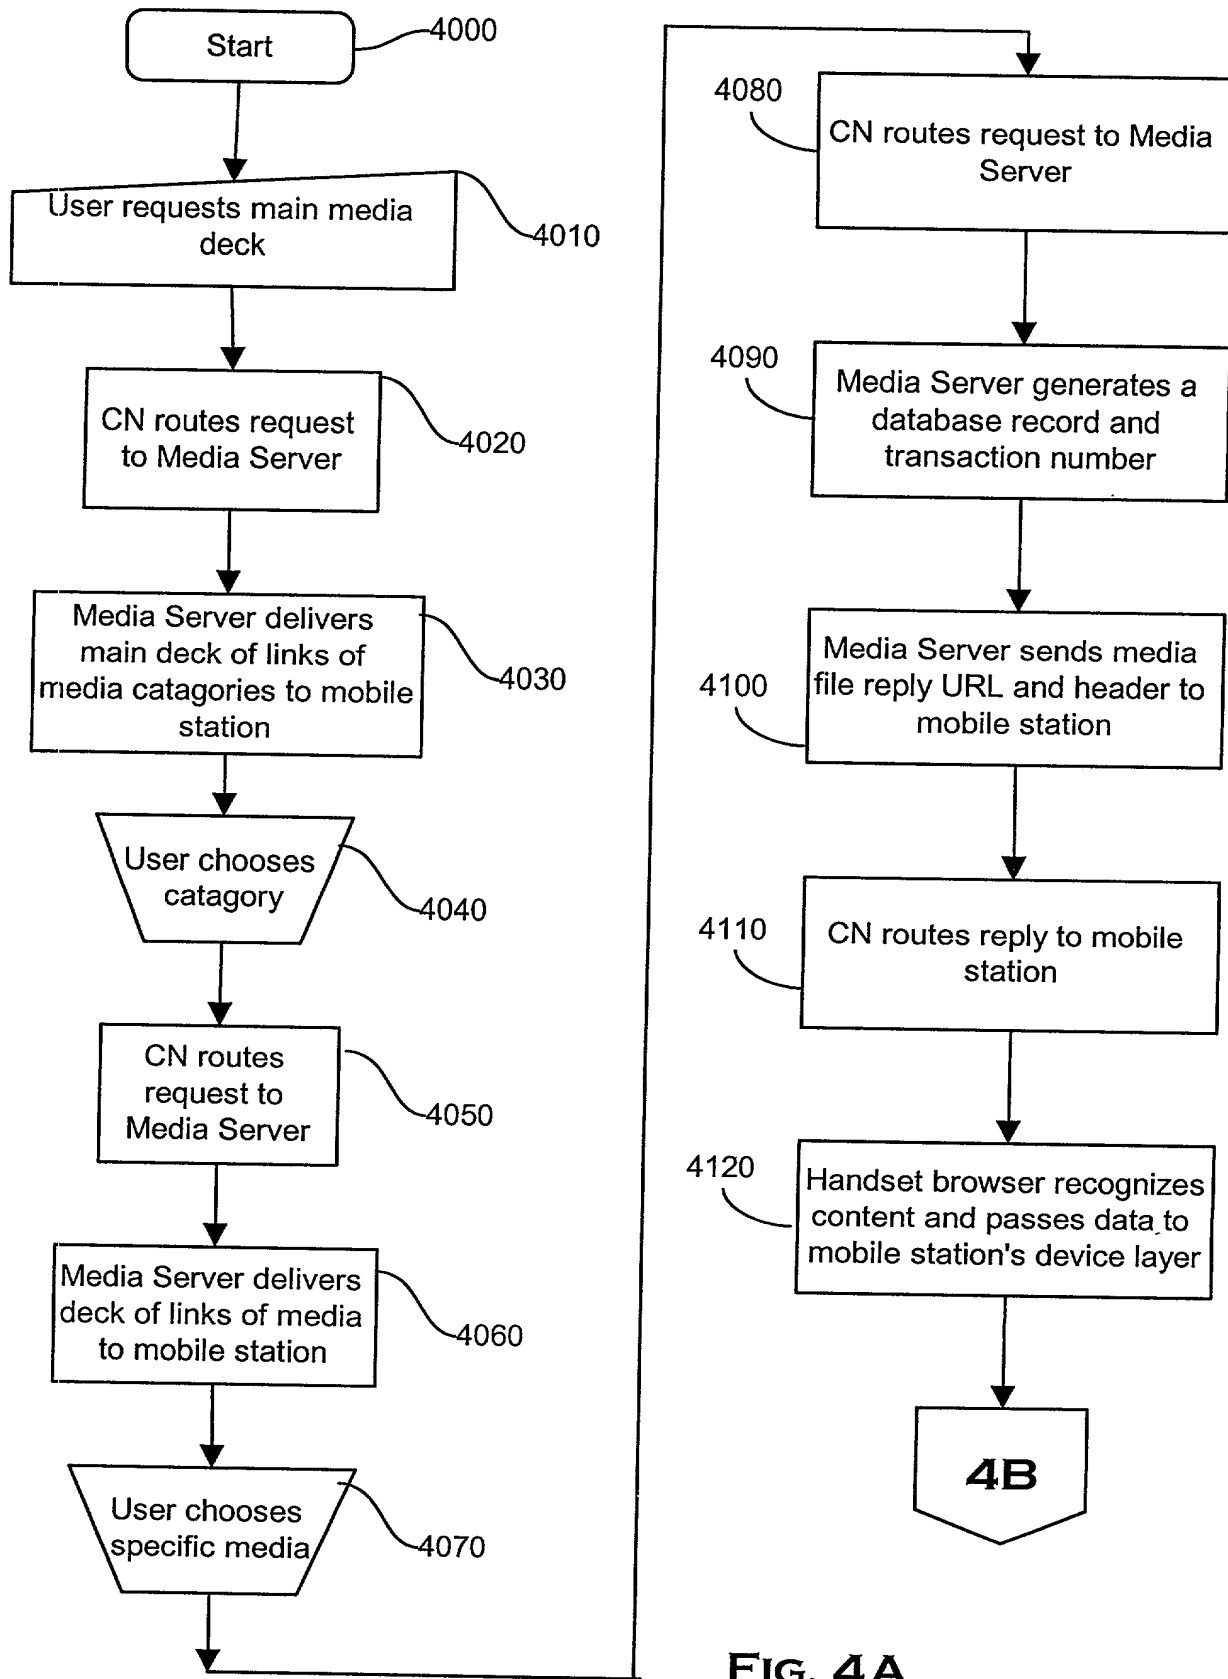 Start
4000
User requests main media
deck
4010
CN routes request
to Media Server
4020
Media Server delivers
main deck of links of
media catagories to mobile
station
4030
User chooses
catagory
4040
CN routes
request to
Media Server
4050
Media Server delivers
deck of links of media
to mobile station
4060
User chooses
specific media
4070
4080
CN routes request to Media
Server
4090
Media Server generates a
database record and
transaction number
4100
Media Server sends media
file reply URL and header to
mobile station
4110
CN routes reply to mobile
station
4120
Handset browser recognizes
content and passes data to
mobile station's device layer
4B
FIG. 4A